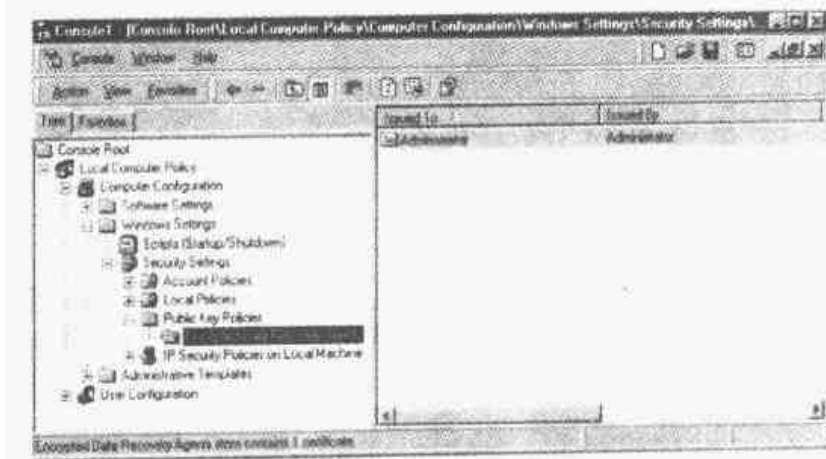 Console1 - [Console Root\Local Computer Policy\Computer Configuration\Windows Settings\Security Settings\
Console Window Help
Action View Favorites
Tree Favorites
Issued To
Issued By
Console Root
Administrator
Administrator
Local Computer Policy
Computer Configuration
Software Settings
Windows Settings
Scripts (Startup/Shutdown)
Security Settings
Account Policies
Local Policies
Public Key Policies
IP Security Policies on Local Machine
Administrative Templates
User Configuration
Encrypted Data Recovery Agents store contains 1 certificate.